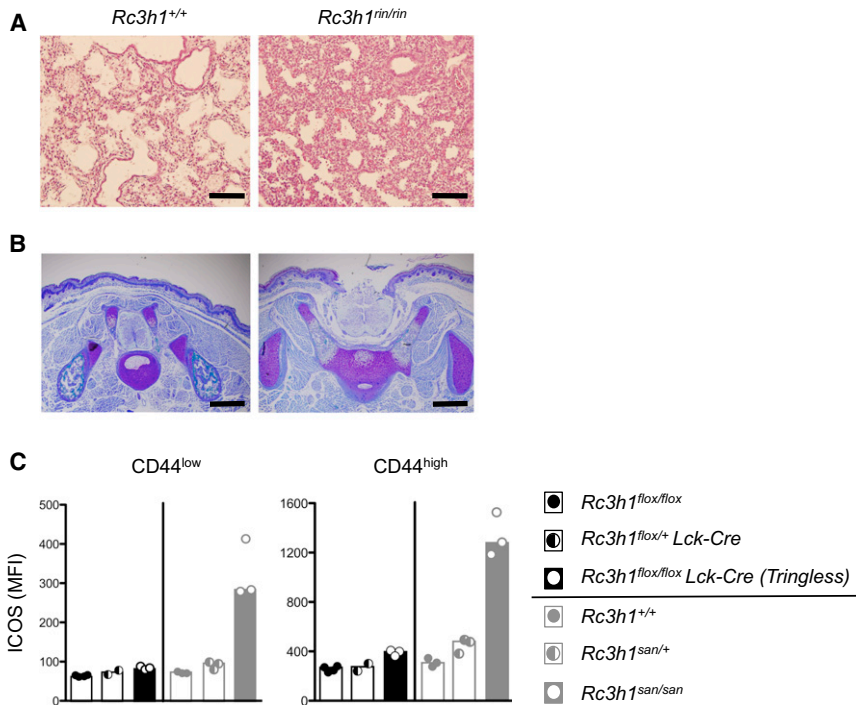 Rc3h1+/+ Rc3h1rin/rin
A
B
C
CD44low CD44high
ICOS (MFI)
500
400
300
200
100
0
1600
1200
800
400
0
Rc3h1flox/flox
Rc3h1flox/+ Lck-Cre
Rc3h1flox/flox Lck-Cre (Tringless)
Rc3h1+/+
Rc3h1san/+
Rc3h1san/san